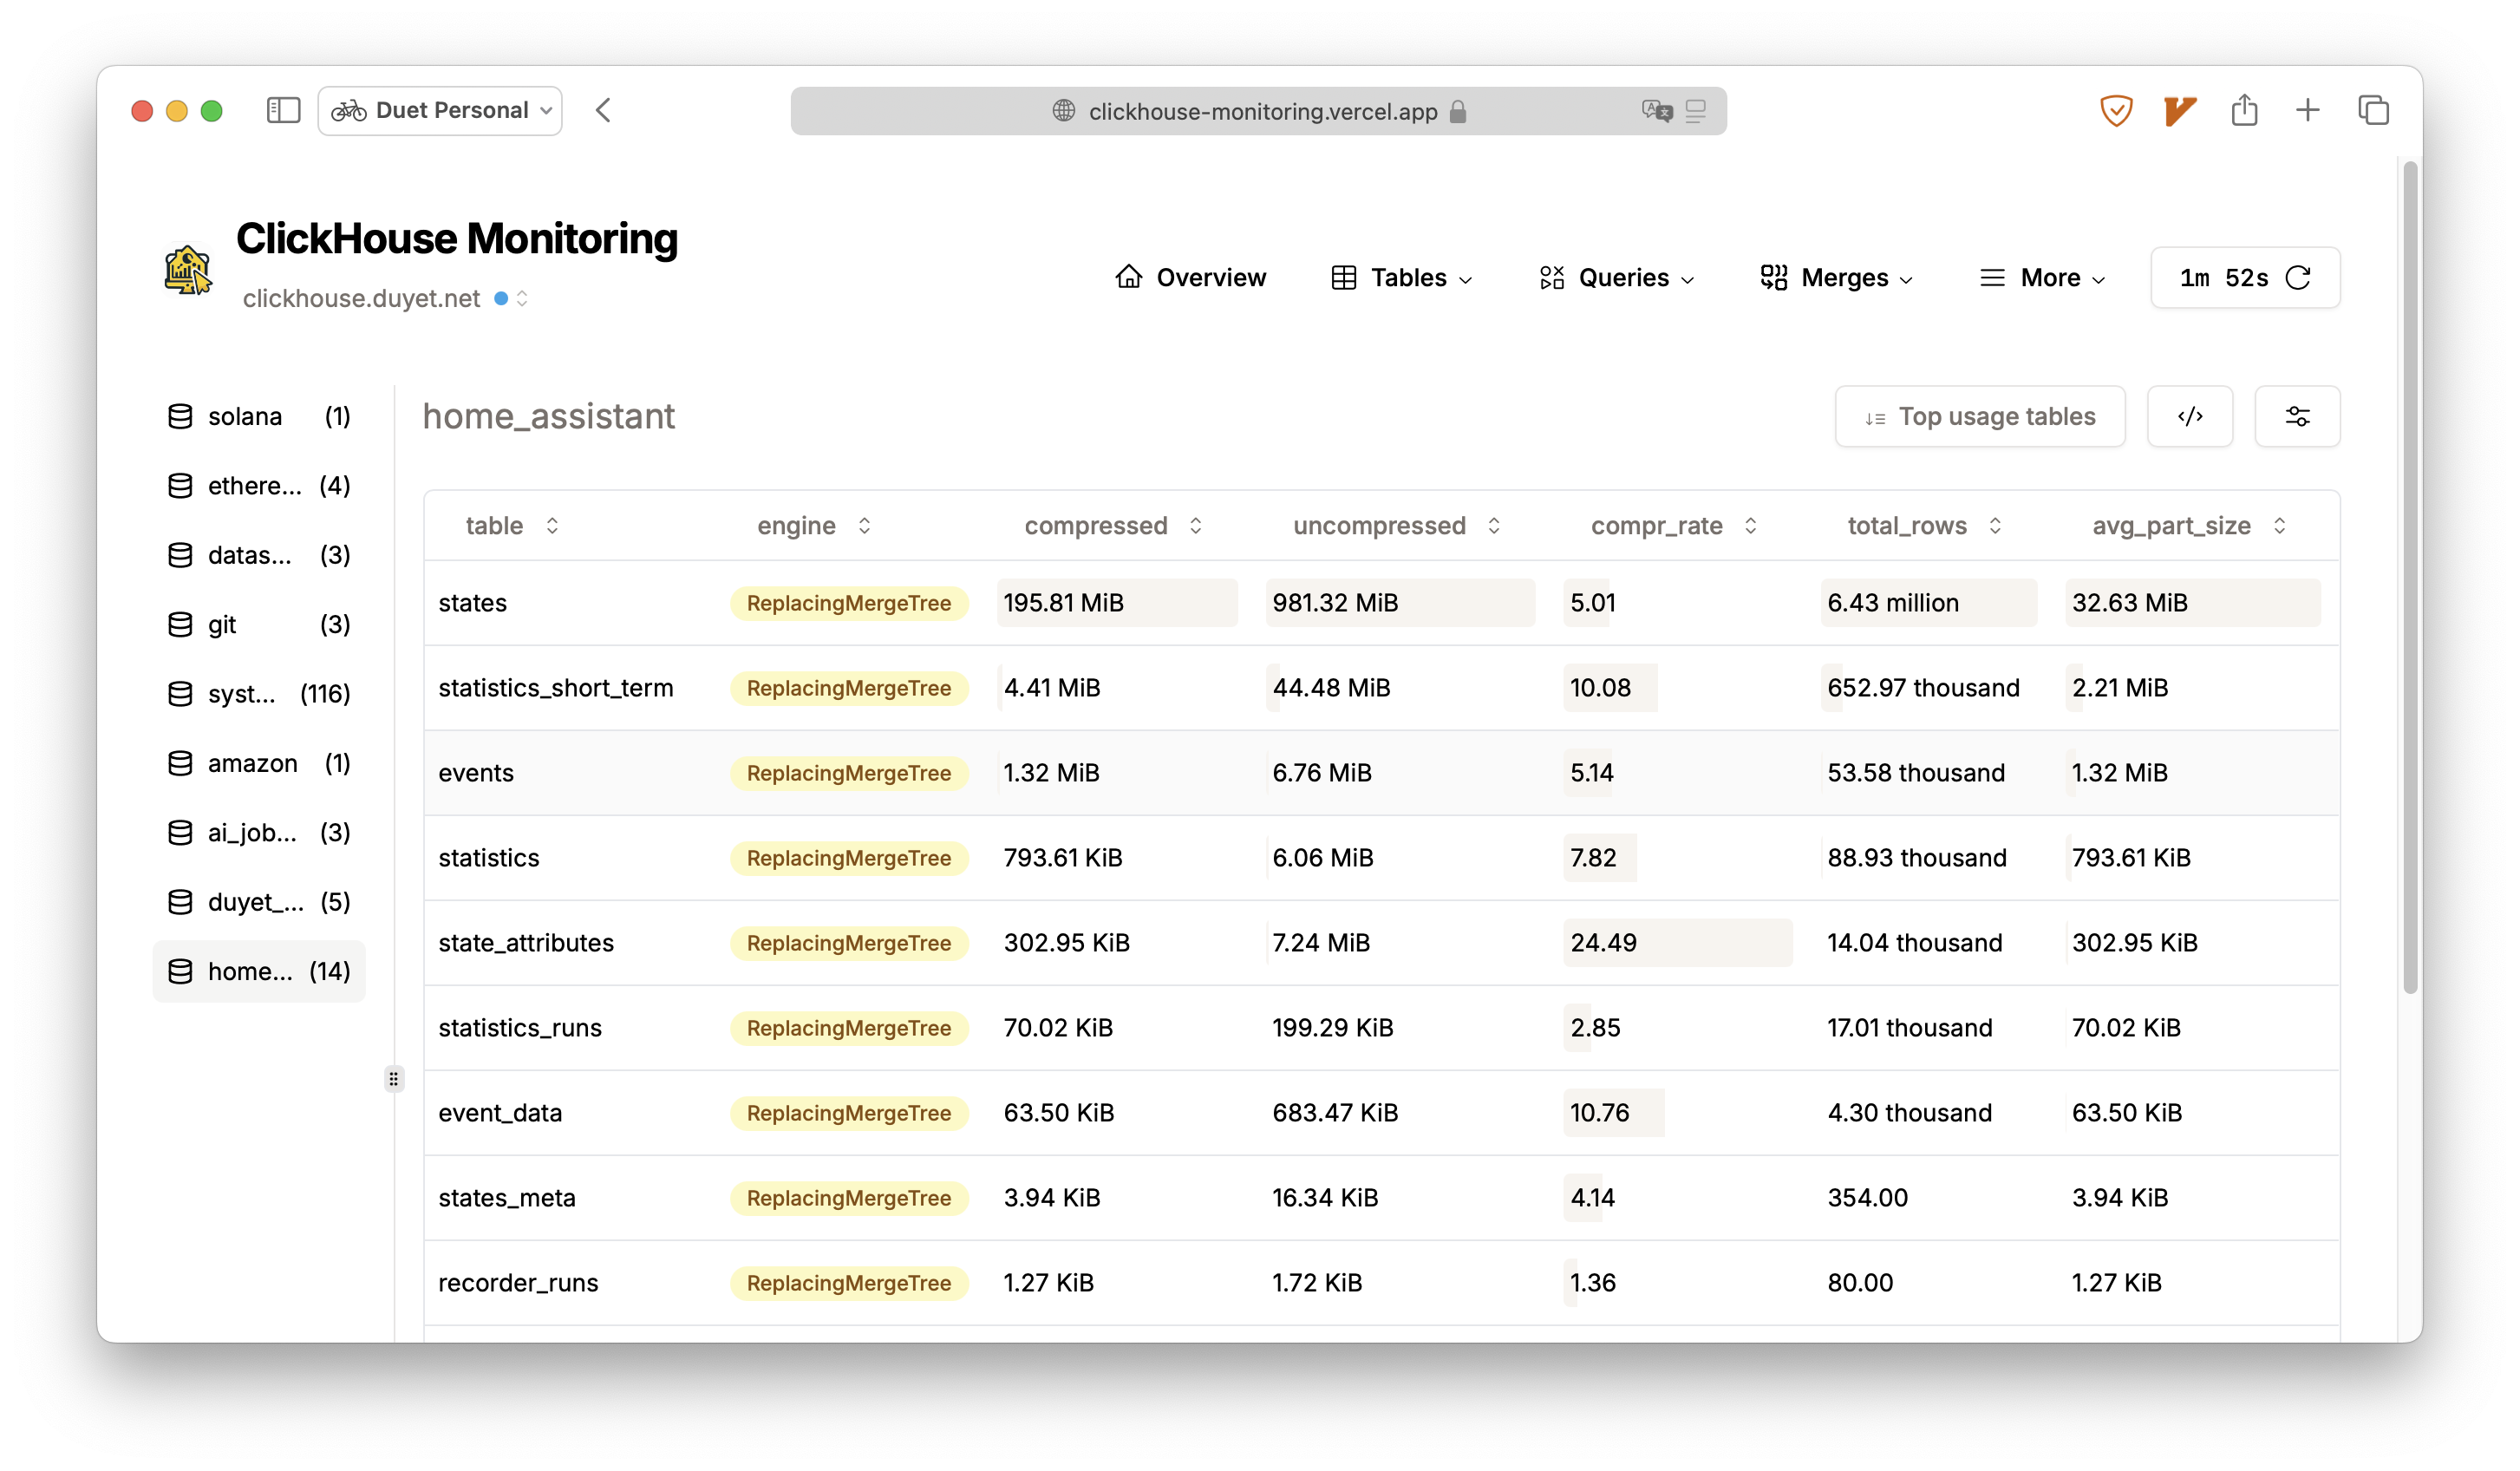 Duet Personal
clickhouse-monitoring.vercel.app
ClickHouse Monitoring
clickhouse.duyet.net
Overview Tables Queries Merges More 1m 52s
solana (1)
ethere... (4)
datas... (3)
git (3)
syst... (116)
amazon (1)
ai_job... (3)
duyet_... (5)
home... (14)
home_assistant
Top usage tables </>
table engine compressed uncompressed compr_rate total_rows avg_part_size
states ReplacingMergeTree 195.81 MiB 981.32 MiB 5.01 6.43 million 32.63 MiB
statistics_short_term ReplacingMergeTree 4.41 MiB 44.48 MiB 10.08 652.97 thousand 2.21 MiB
events ReplacingMergeTree 1.32 MiB 6.76 MiB 5.14 53.58 thousand 1.32 MiB
statistics ReplacingMergeTree 793.61 KiB 6.06 MiB 7.82 88.93 thousand 793.61 KiB
state_attributes ReplacingMergeTree 302.95 KiB 7.24 MiB 24.49 14.04 thousand 302.95 KiB
statistics_runs ReplacingMergeTree 70.02 KiB 199.29 KiB 2.85 17.01 thousand 70.02 KiB
event_data ReplacingMergeTree 63.50 KiB 683.47 KiB 10.76 4.30 thousand 63.50 KiB
states_meta ReplacingMergeTree 3.94 KiB 16.34 KiB 4.14 354.00 3.94 KiB
recorder_runs ReplacingMergeTree 1.27 KiB 1.72 KiB 1.36 80.00 1.27 KiB